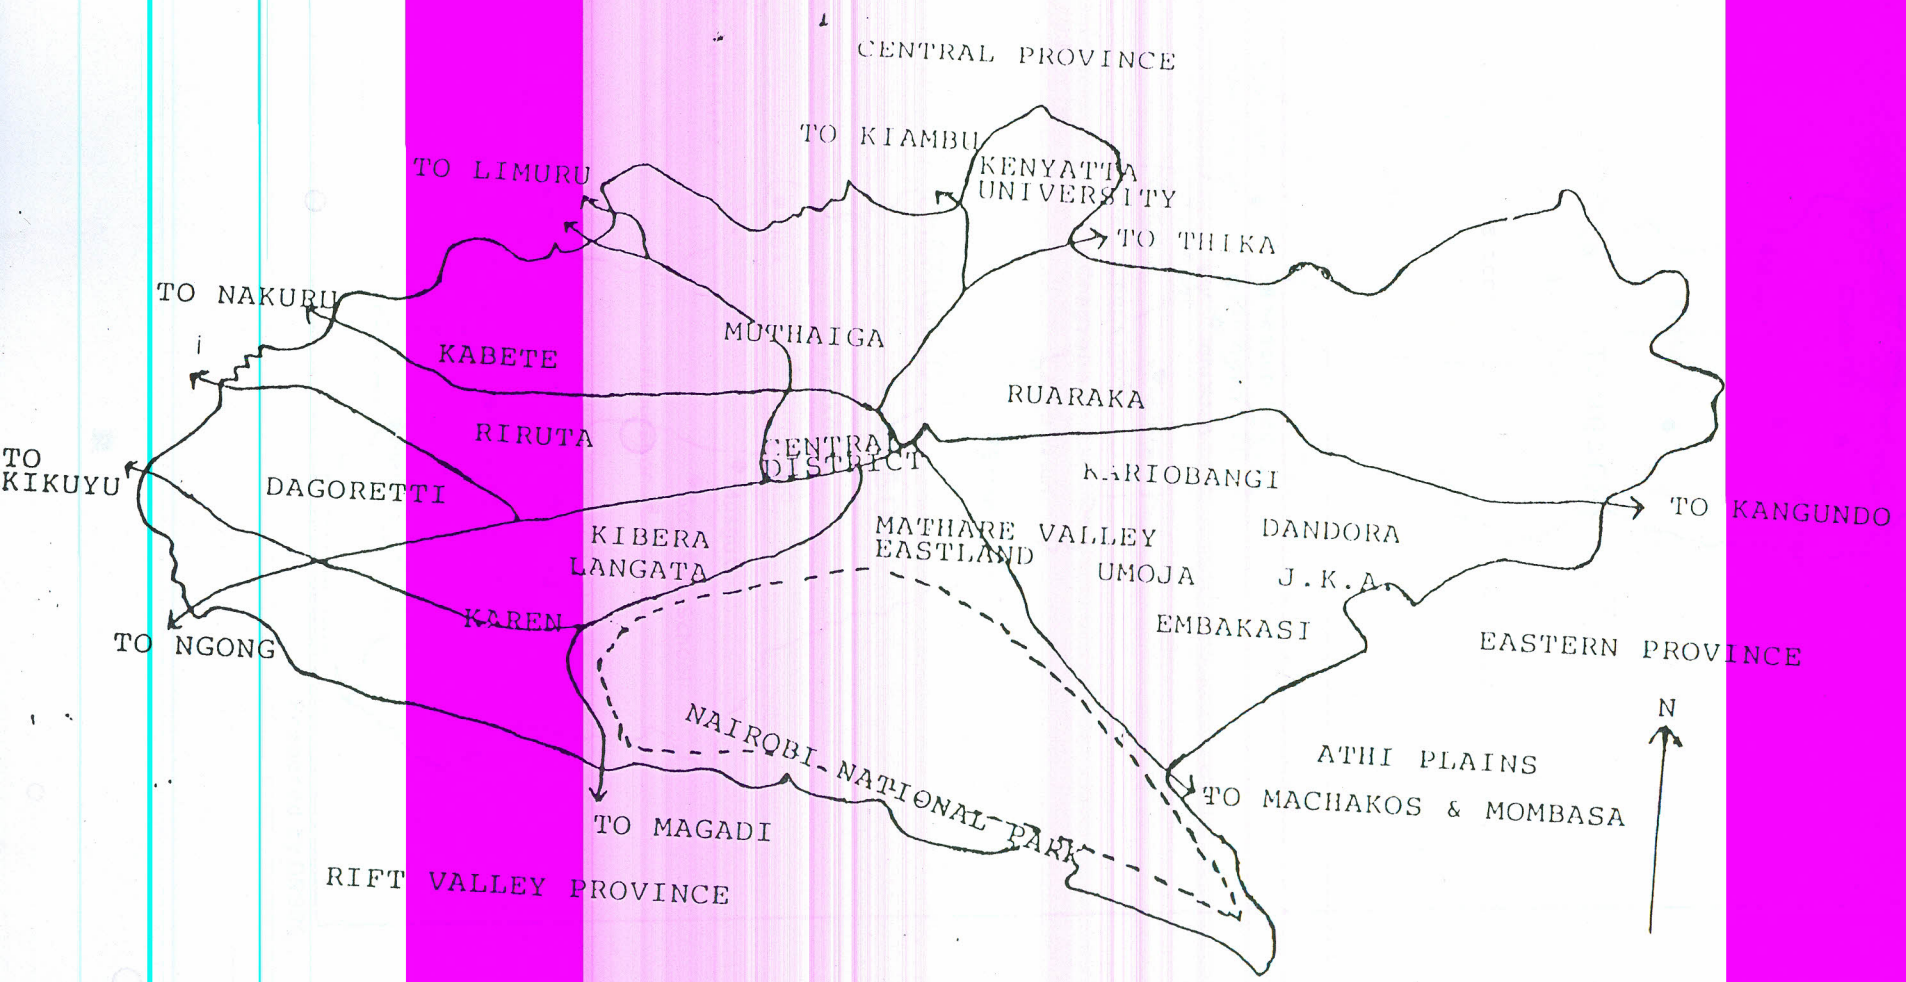 CENTRAL PROVINCE
TO KIAMBU
KENYATTA
UNIVERSITY
TO LIMURU
TO THIKA
TO NAKURU
i
MUTHAIGA
KABETE
RUARAKA
RIRUTA
CENTRAL
DISTRICT
TO
KIKUYU
DAGORETTI
KARIOBANGI
TO KANGUNDO
KIBERA
LANGATA
MATHARE VALLEY
EASTLAND
DANDORA
UMOJA
J.K.A.
KAREN
EMBAKASI
TO NGONG
EASTERN PROVINCE
N
NAIROBI NATIONAL PARK
ATHI PLAINS
TO MACHAKOS & MOMBASA
TO MAGADI
RIFT VALLEY PROVINCE